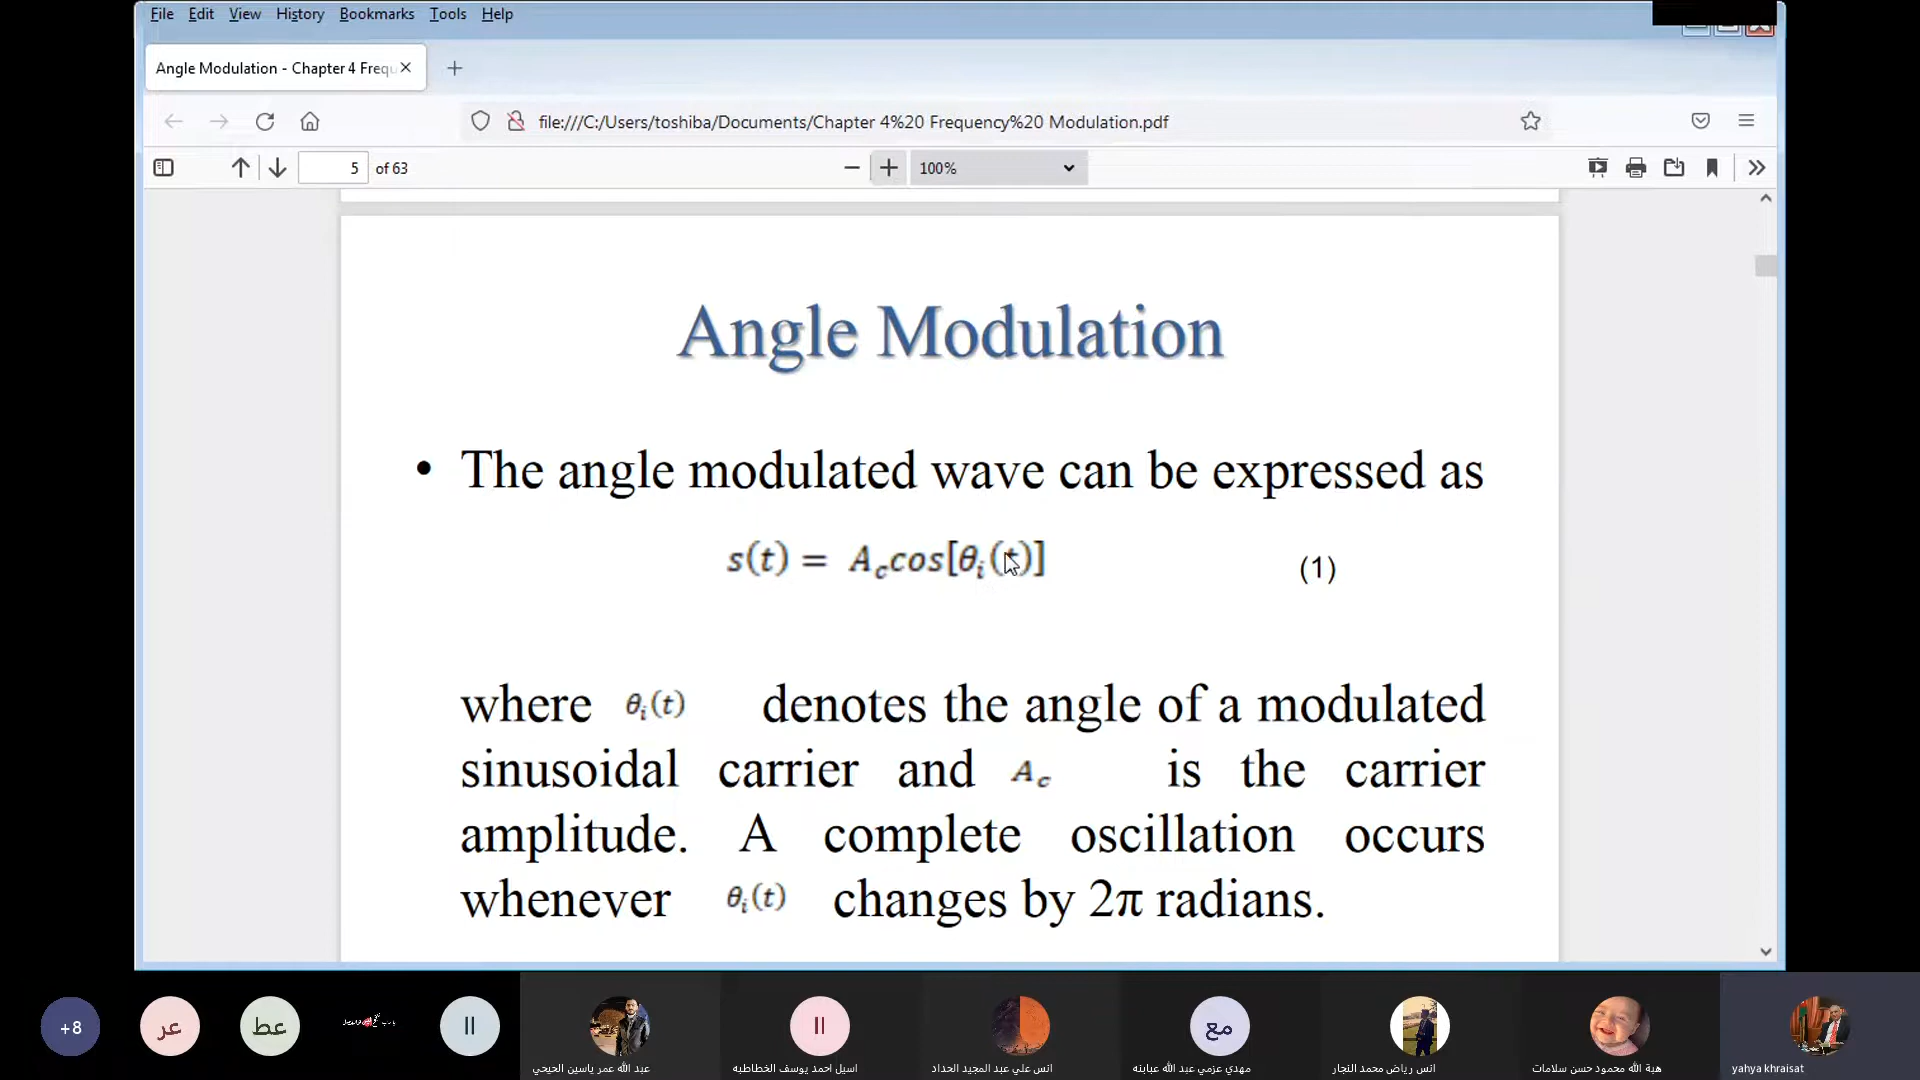 File Edit View History Bookmarks Tools Help
Angle Modulation - Chapter 4 Frequ
file:///C:/Users/toshiba/Documents/Chapter 4%20 Frequency%20 Modulation.pdf
5 of 63
100%
Angle Modulation
• The angle modulated wave can be expressed as
s(t) = A_c cos[θ_i(t)] (1)
where θ_i(t) denotes the angle of a modulated
sinusoidal carrier and A_c is the carrier
amplitude. A complete oscillation occurs
whenever θ_i(t) changes by 2π radians.
+8
عر
عط
اا
اا
مع
عبد الله عمر ياسين الحيحي
اسيل احمد يوسف الخطاطبه
انس علي عبد المجيد الحداد
مهدي عزمي عبد الله عبابنه
انس رياض محمد النجار
هبة الله محمود حسن سلامات
yahya khraisat